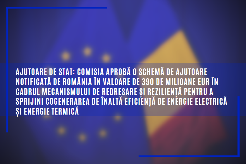 AJUTOARE DE STAT: COMISIA APROBĂ O SCHEMĂ DE AJUTOARE
NOTIFICATĂ DE ROMÂNIA ÎN VALOARE DE 390 DE MILIOANE EUR ÎN
CADRUL MECANISMULUI DE REDRESARE ȘI REZILIENȚĂ PENTRU A
SPRIJINI COGENERAREA DE ÎNALTĂ EFICIENȚĂ DE ENERGIE ELECTRICĂ
ȘI ENERGIE TERMICĂ